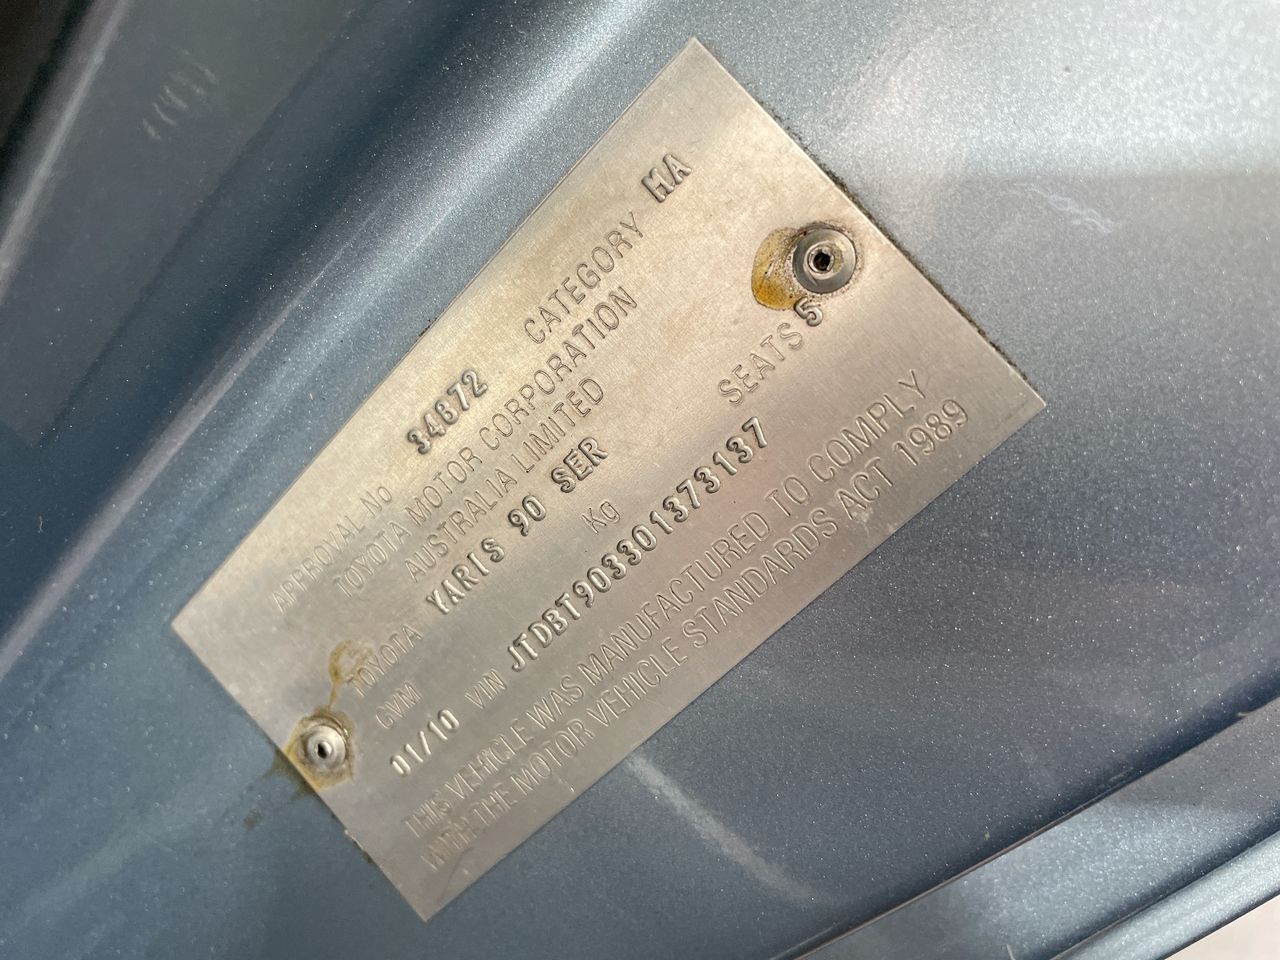 APPROVAL No 34672 CATEGORY MA
TOYOTA MOTOR CORPORATION
AUSTRALIA LIMITED
TOYOTA YARIS 90 SER
GVM Kg SEATS 5
01/10 VIN JTDBT903301373137
THIS VEHICLE WAS MANUFACTURED TO COMPLY
WITH THE MOTOR VEHICLE STANDARDS ACT 1989